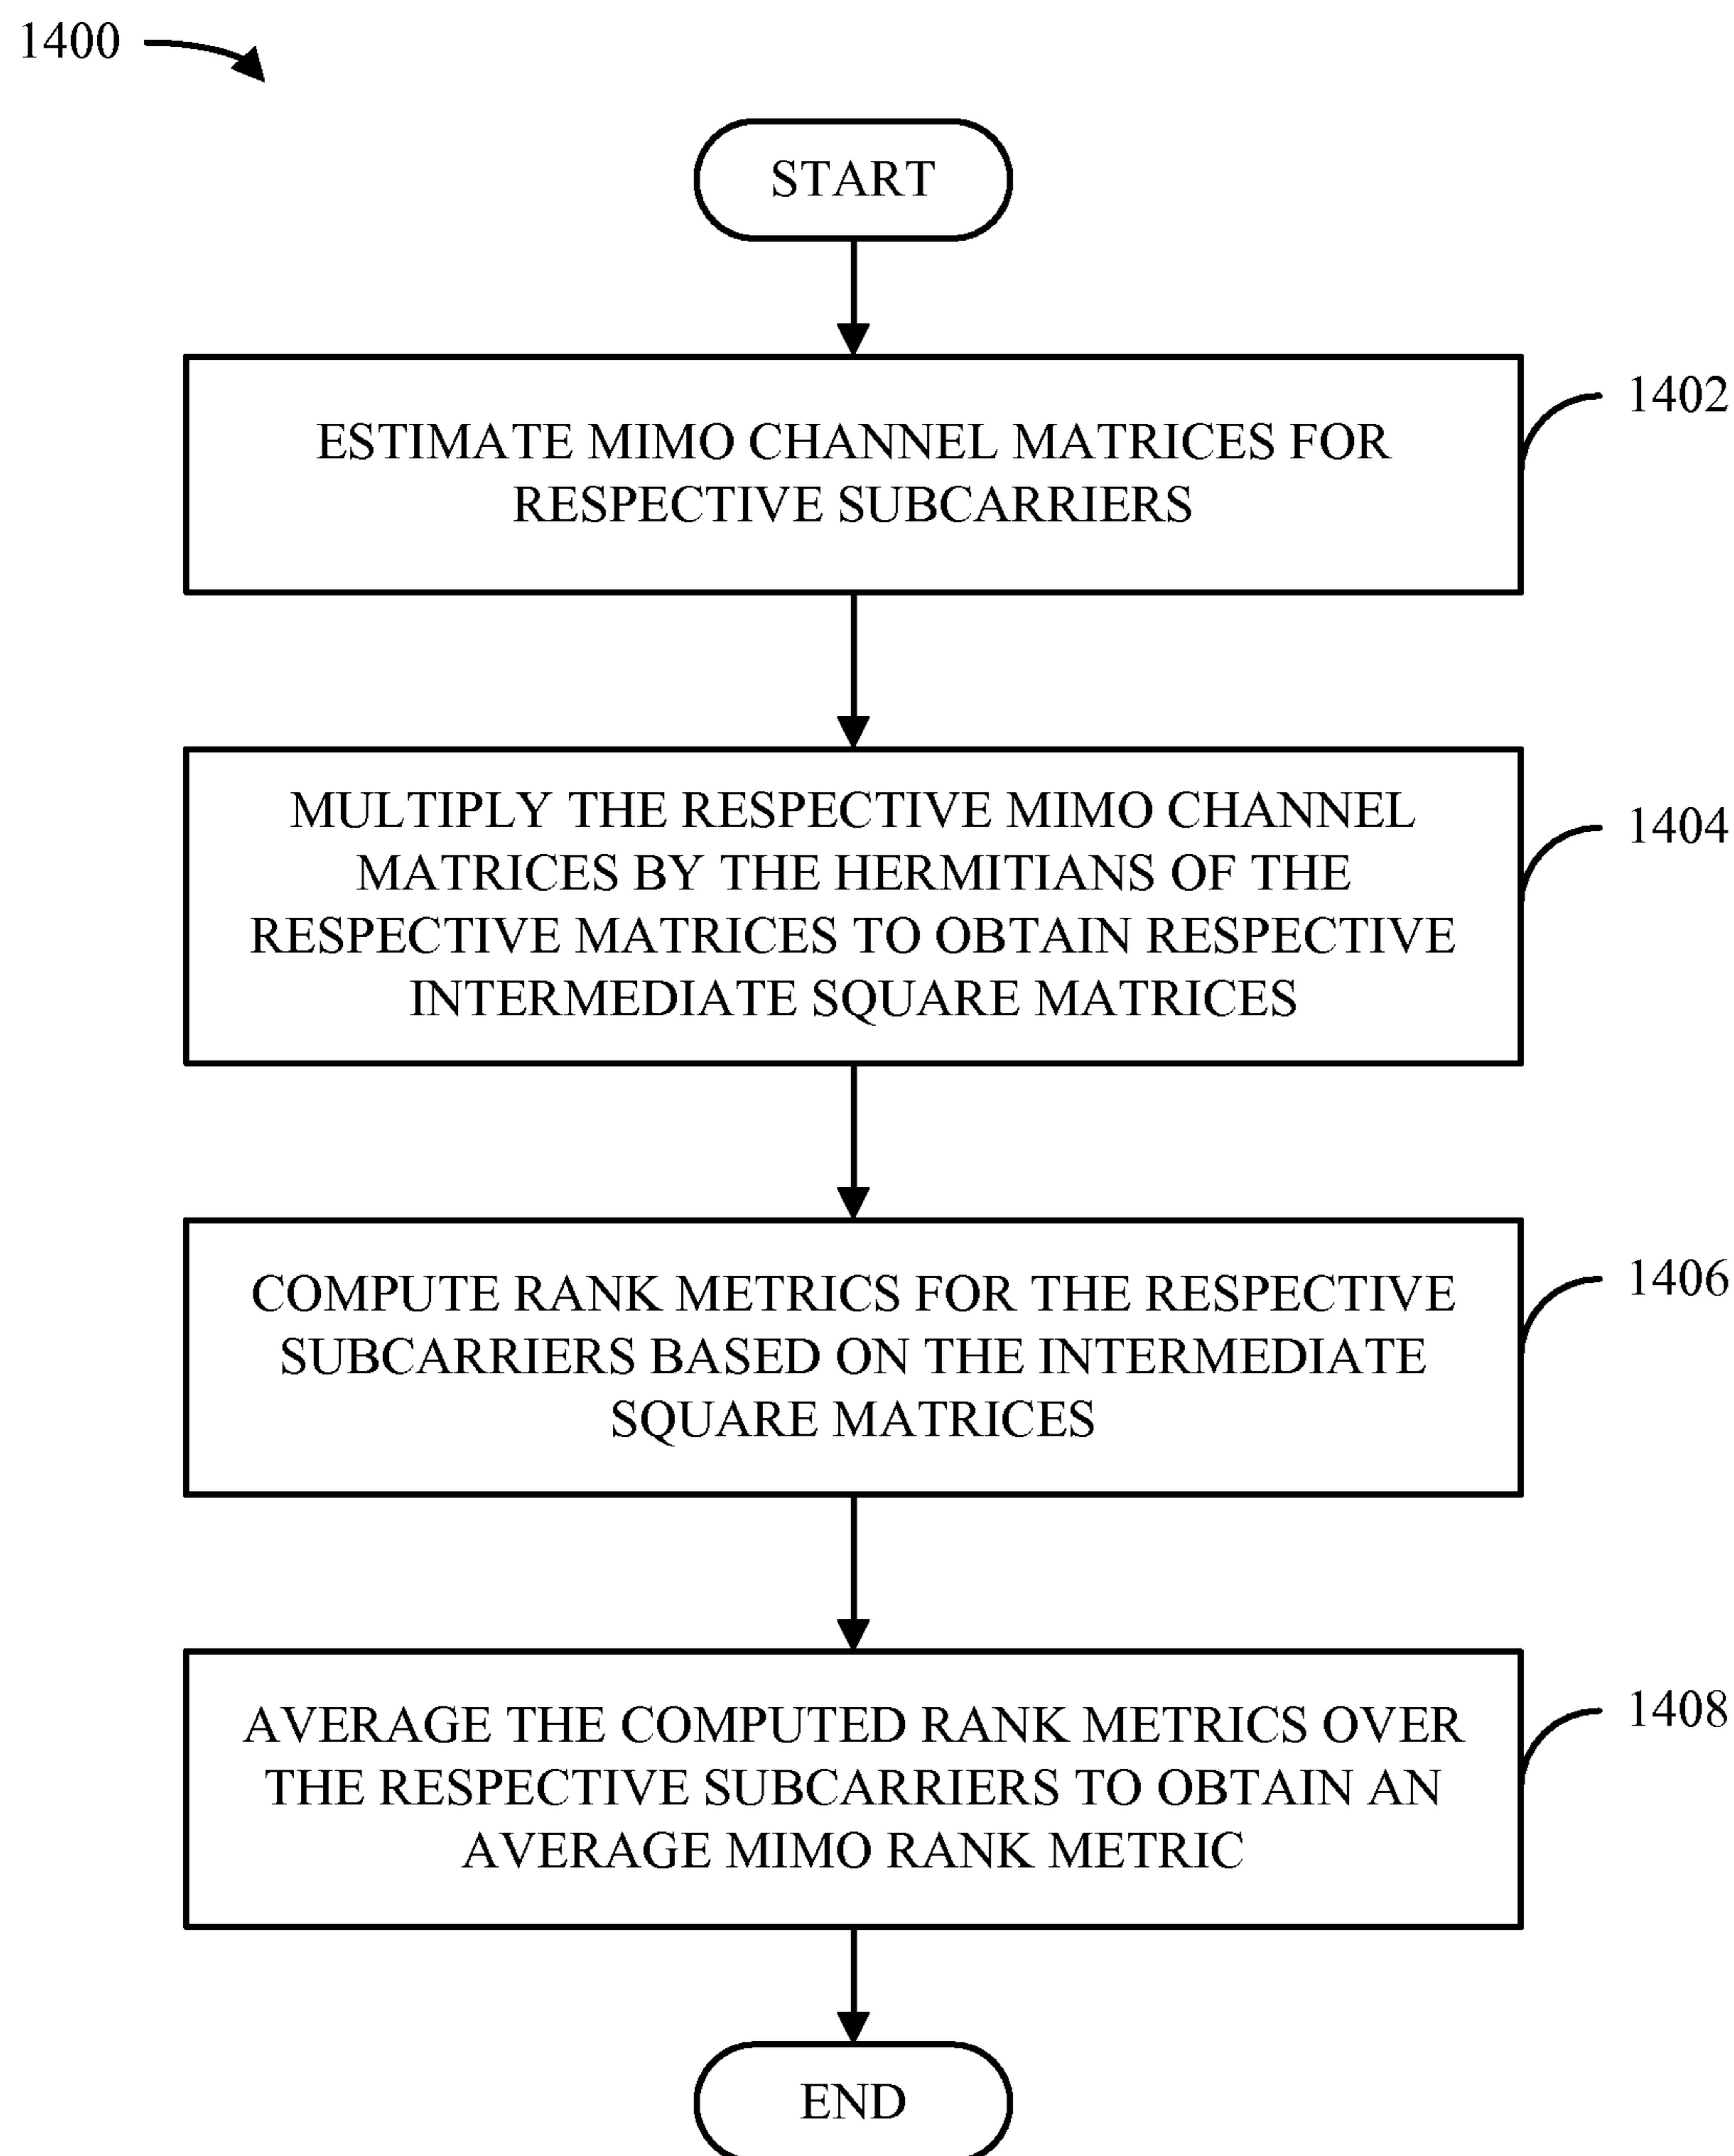 1400
START
ESTIMATE MIMO CHANNEL MATRICES FOR
RESPECTIVE SUBCARRIERS
1402
MULTIPLY THE RESPECTIVE MIMO CHANNEL
MATRICES BY THE HERMITIANS OF THE
RESPECTIVE MATRICES TO OBTAIN RESPECTIVE
INTERMEDIATE SQUARE MATRICES
1404
COMPUTE RANK METRICS FOR THE RESPECTIVE
SUBCARRIERS BASED ON THE INTERMEDIATE
SQUARE MATRICES
1406
AVERAGE THE COMPUTED RANK METRICS OVER
THE RESPECTIVE SUBCARRIERS TO OBTAIN AN
AVERAGE MIMO RANK METRIC
1408
END